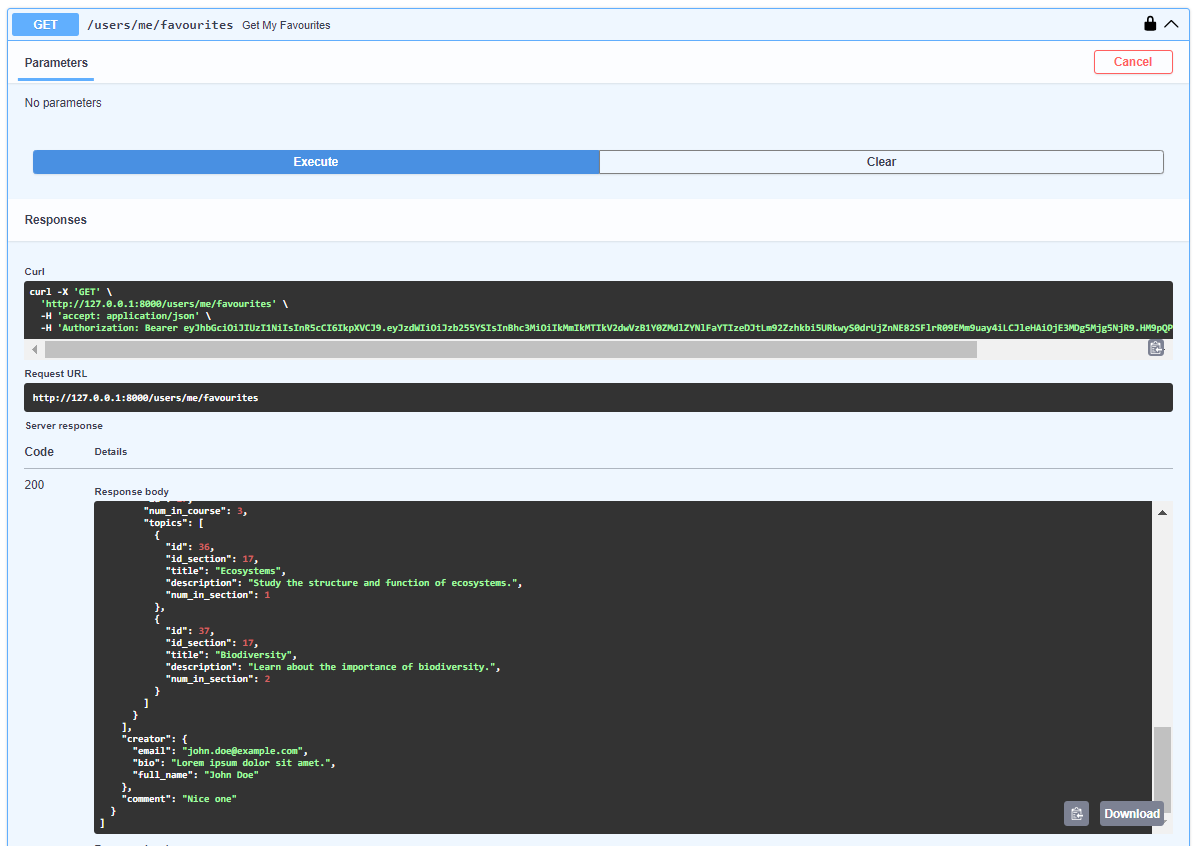 GET /users/me/favourites Get My Favourites
Parameters
Cancel
No parameters
Execute
Clear
Responses
Curl
curl -X 'GET' \
'http://127.0.0.1:8000/users/me/favourites' \
-H 'accept: application/json' \
-H 'Authorization: Bearer
Request URL
http://127.0.0.1:8000/users/me/favourites
Server response
Code Details
200
Response body
"num_in_course": 3,
"topics": [
{
"id": 36,
"id_section": 17,
"title": "Ecosystems",
"description": "Study the structure and function of ecosystems.",
"num_in_section": 1
},
{
"id": 37,
"id_section": 17,
"title": "Biodiversity",
"description": "Learn about the importance of biodiversity.",
"num_in_section": 2
}
]
}
],
"creator": {
"email": "john.doe@example.com",
"bio": "Lorem ipsum dolor sit amet.",
"full_name": "John Doe"
},
"comment": "Nice one"
}
]
Download